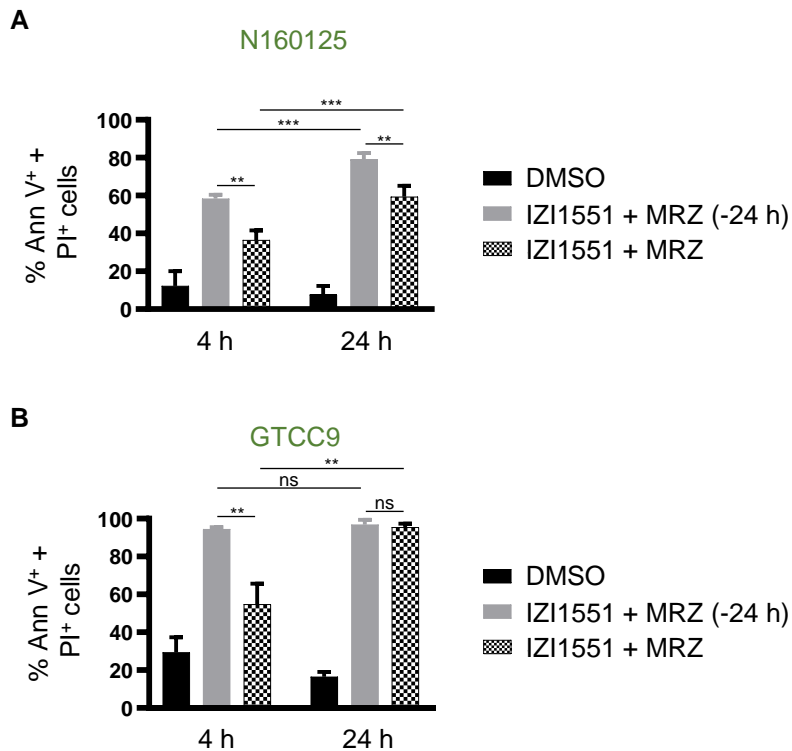 A
N160125
% Ann V⁺ +
PI⁺ cells
100
80
60
40
20
0
***
***
**
**
4 h
24 h
DMSO
IZI1551 + MRZ (-24 h)
IZI1551 + MRZ
B
GTCC9
% Ann V⁺ +
PI⁺ cells
100
80
60
40
20
0
**
ns
**
ns
4 h
24 h
DMSO
IZI1551 + MRZ (-24 h)
IZI1551 + MRZ